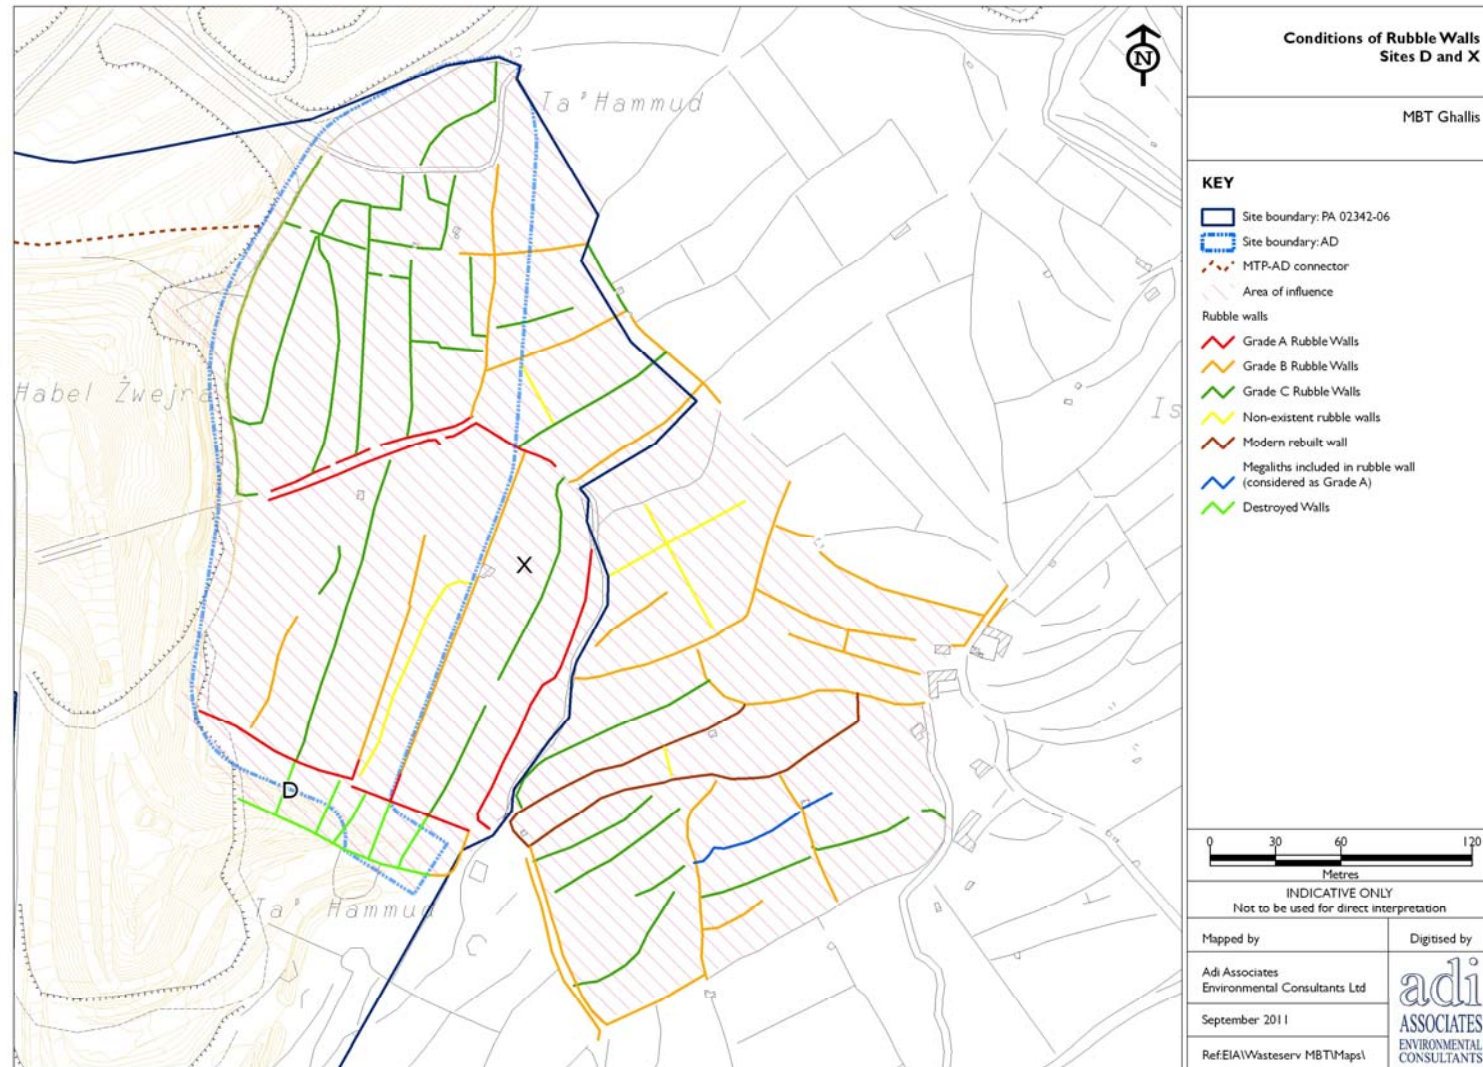 Conditions of Rubble Walls
Sites D and X
MBT Ghallis
N
Ta' Hammud
Habel Żwejra
Is
X
D
Ta' Hammud
KEY
Site boundary: PA 02342-06
Site boundary: AD
MTP-AD connector
Area of influence
Rubble walls
Grade A Rubble Walls
Grade B Rubble Walls
Grade C Rubble Walls
Non-existent rubble walls
Modern rebuilt wall
Megaliths included in rubble wall
(considered as Grade A)
Destroyed Walls
0 30 60 120
Metres
INDICATIVE ONLY
Not to be used for direct interpretation
Mapped by
Digitised by
Adi Associates
Environmental Consultants Ltd
September 2011
Ref:EIA\Wasteserv MBT\Maps\
adi
ASSOCIATES
ENVIRONMENTAL
CONSULTANTS